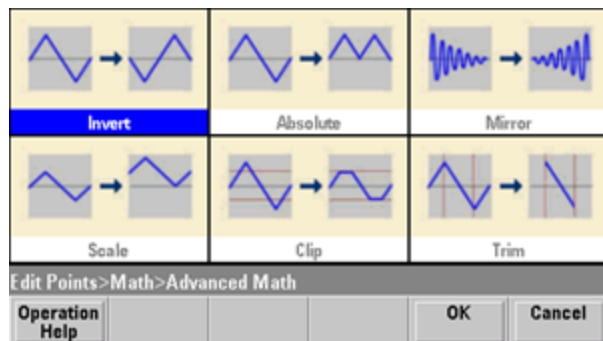 Invert
Absolute
Mirror
Scale
Clip
Trim
Edit Points>Math>Advanced Math
Operation Help
OK
Cancel